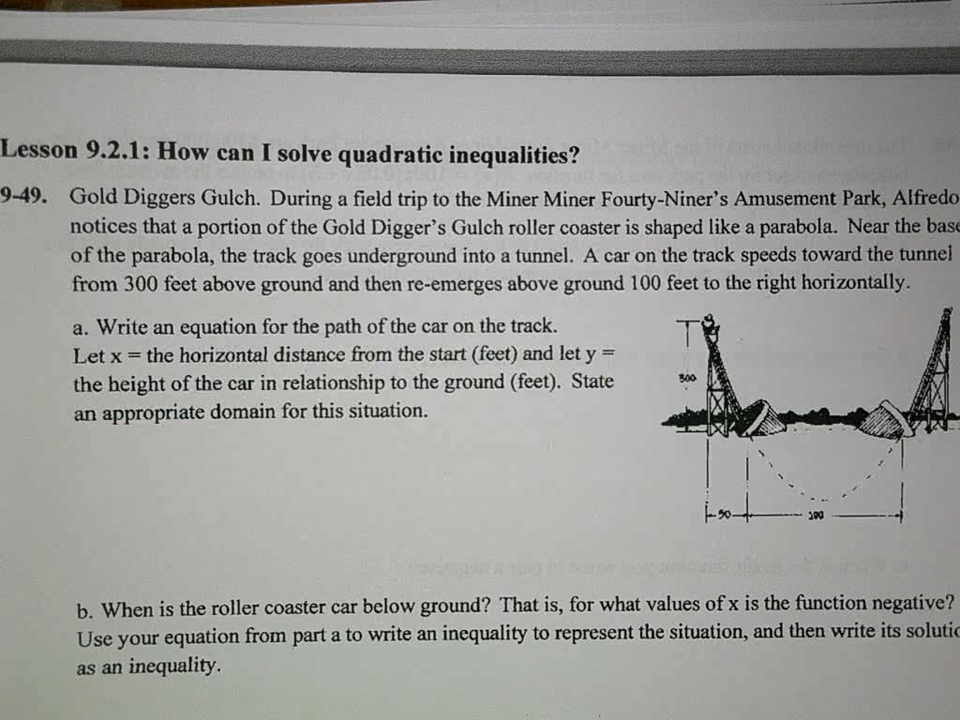 Lesson 9.2.1: How can I solve quadratic inequalities?
9-49. Gold Diggers Gulch. During a field trip to the Miner Miner Fourty-Niner's Amusement Park, Alfredo
notices that a portion of the Gold Digger's Gulch roller coaster is shaped like a parabola. Near the base
of the parabola, the track goes underground into a tunnel. A car on the track speeds toward the tunnel
from 300 feet above ground and then re-emerges above ground 100 feet to the right horizontally.
a. Write an equation for the path of the car on the track.
Let x = the horizontal distance from the start (feet) and let y =
the height of the car in relationship to the ground (feet). State
an appropriate domain for this situation.
300
50
100
b. When is the roller coaster car below ground? That is, for what values of x is the function negative?
Use your equation from part a to write an inequality to represent the situation, and then write its solutio
as an inequality.